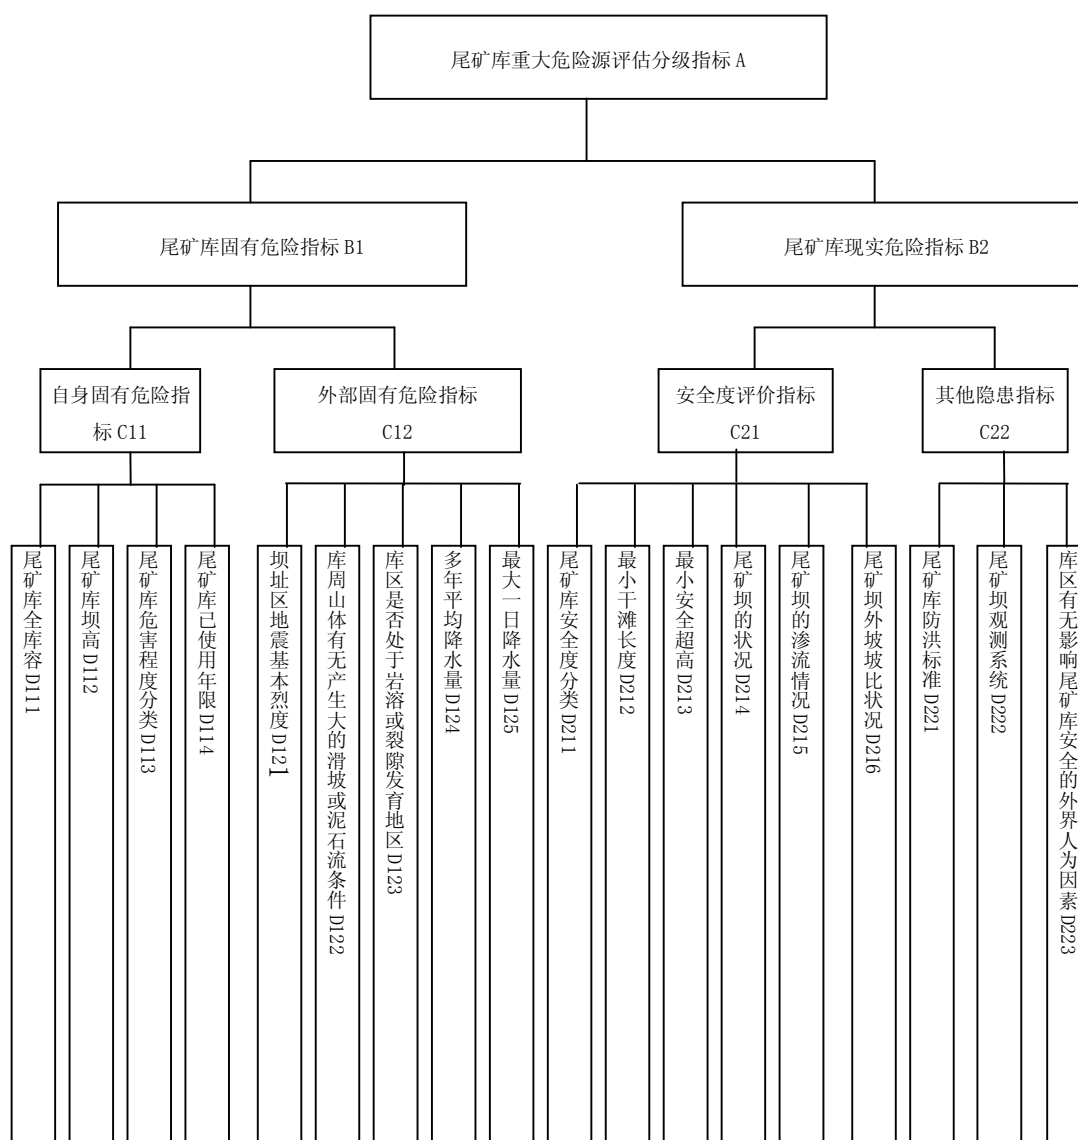 尾矿库重大危险源评估分级指标 A
尾矿库固有危险指标 B1
尾矿库现实危险指标 B2
自身固有危险指
标 C11
外部固有危险指标
C12
安全度评价指标
C21
其他隐患指标
C22
尾矿库全库容 D111
尾矿库坝高 D112
尾矿库危害程度分类 D113
尾矿库已使用年限 D114
坝址区地震基本烈度 D121
库周山体有无产生大的滑坡或泥石流条件 D122
库区是否处于岩溶或裂隙发育地区 D123
多年平均降水量 D124
最大一日降水量 D125
尾矿库安全度分类 D211
最小干滩长度 D212
最小安全超高 D213
尾矿坝的状况 D214
尾矿坝的渗流情况 D215
尾矿坝外坡坡比状况 D216
尾矿库防洪标准 D221
尾矿坝观测系统 D222
库区有无影响尾矿库安全的外界人为因素 D223